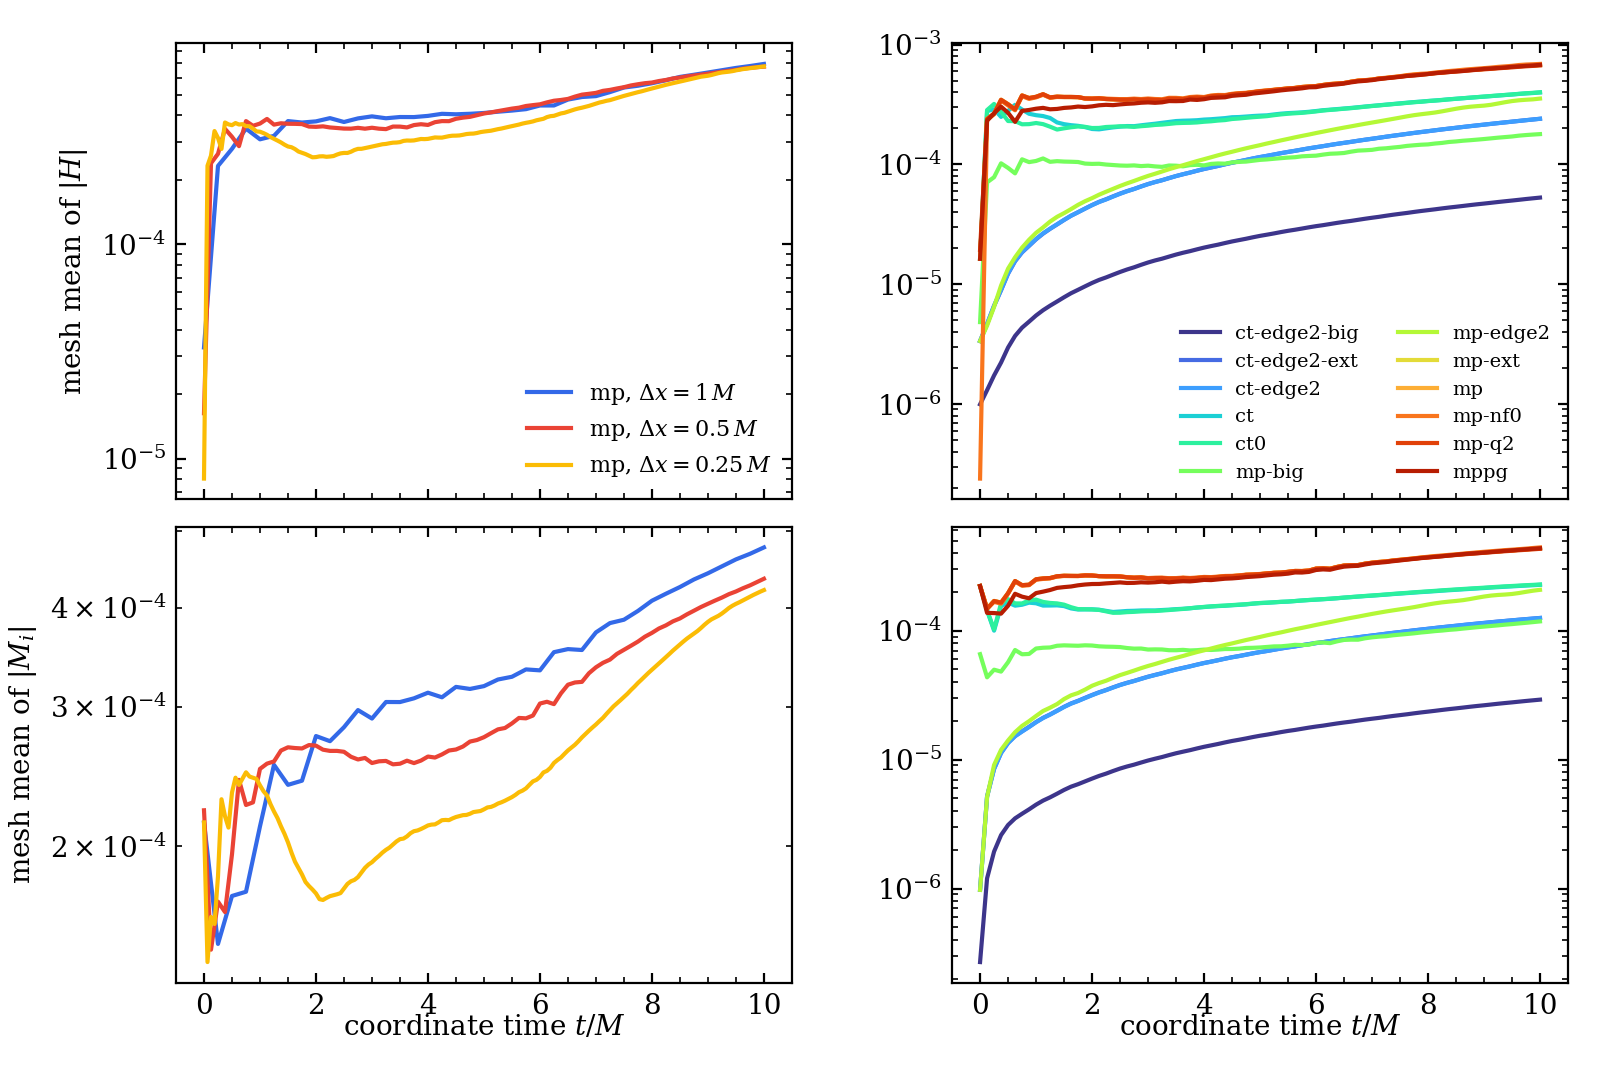 mesh mean of |H|
10⁻⁴
10⁻⁵
mp, Δx = 1 M
mp, Δx = 0.5 M
mp, Δx = 0.25 M
10⁻³
10⁻⁴
10⁻⁵
10⁻⁶
ct-edge2-big
ct-edge2-ext
ct-edge2
ct
ct0
mp-big
mp-edge2
mp-ext
mp
mp-nf0
mp-q2
mppg
mesh mean of |Mᵢ|
4 × 10⁻⁴
3 × 10⁻⁴
2 × 10⁻⁴
0 2 4 6 8 10
coordinate time t/M
10⁻⁴
10⁻⁵
10⁻⁶
0 2 4 6 8 10
coordinate time t/M